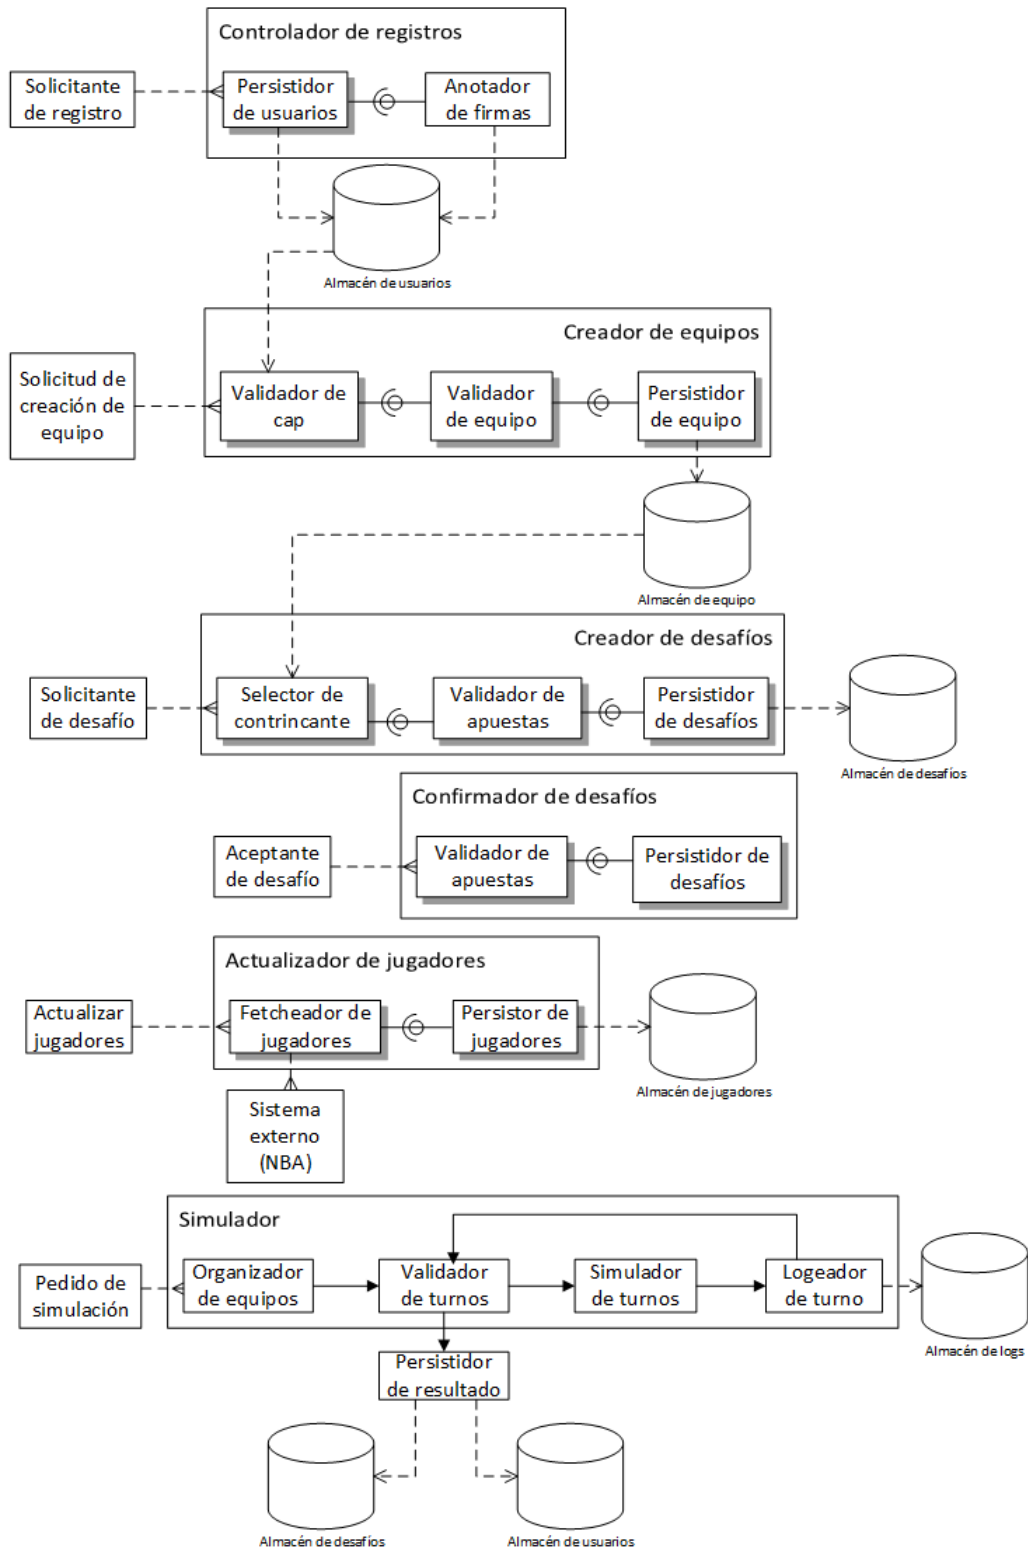 Controlador de registros
Solicitante
de registro
Persistidor
de usuarios
Anotador
de firmas
Almacén de usuarios
Creador de equipos
Solicitud de
creación de
equipo
Validador de
cap
Validador
de equipo
Persistidor
de equipo
Almacén de equipo
Creador de desafíos
Solicitante
de desafío
Selector de
contrincante
Validador de
apuestas
Persistidor
de desafíos
Almacén de desafíos
Confirmador de desafíos
Aceptante
de desafío
Validador de
apuestas
Persistidor de
desafíos
Actualizador de jugadores
Actualizar
jugadores
Fetcheador de
jugadores
Persistor de
jugadores
Almacén de jugadores
Sistema
externo
(NBA)
Simulador
Pedido de
simulación
Organizador
de equipos
Validador
de turnos
Simulador
de turnos
Logeador
de turno
Almacén de logs
Persistidor
de resultado
Almacén de desafíos
Almacén de usuarios